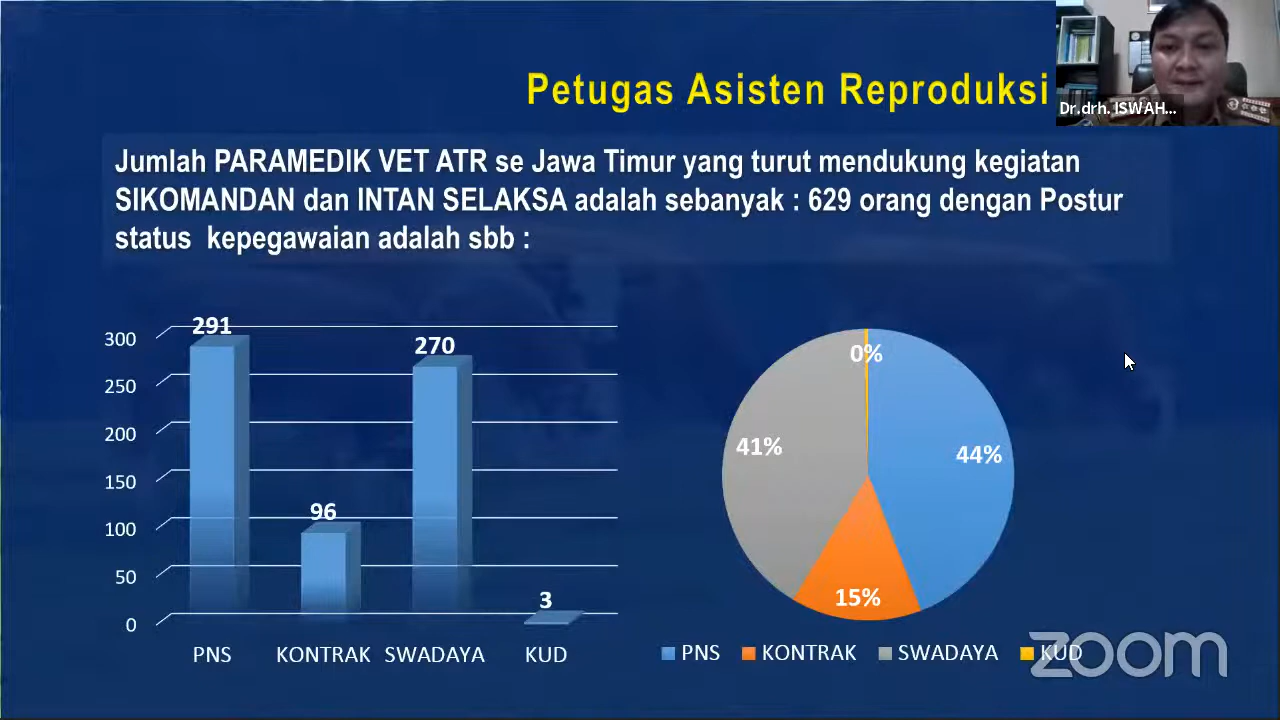 Petugas Asisten Reproduksi
Dr.drh. ISWAH...
Jumlah PARAMEDIK VET ATR se Jawa Timur yang turut mendukung kegiatan
SIKOMANDAN dan INTAN SELAKSA adalah sebanyak : 629 orang dengan Postur
status kepegawaian adalah sbb :
300
250
200
150
100
50
0
291
96
270
3
PNS KONTRAK SWADAYA KUD
0%
44%
41%
15%
PNS KONTRAK SWADAYA KUD
zoom